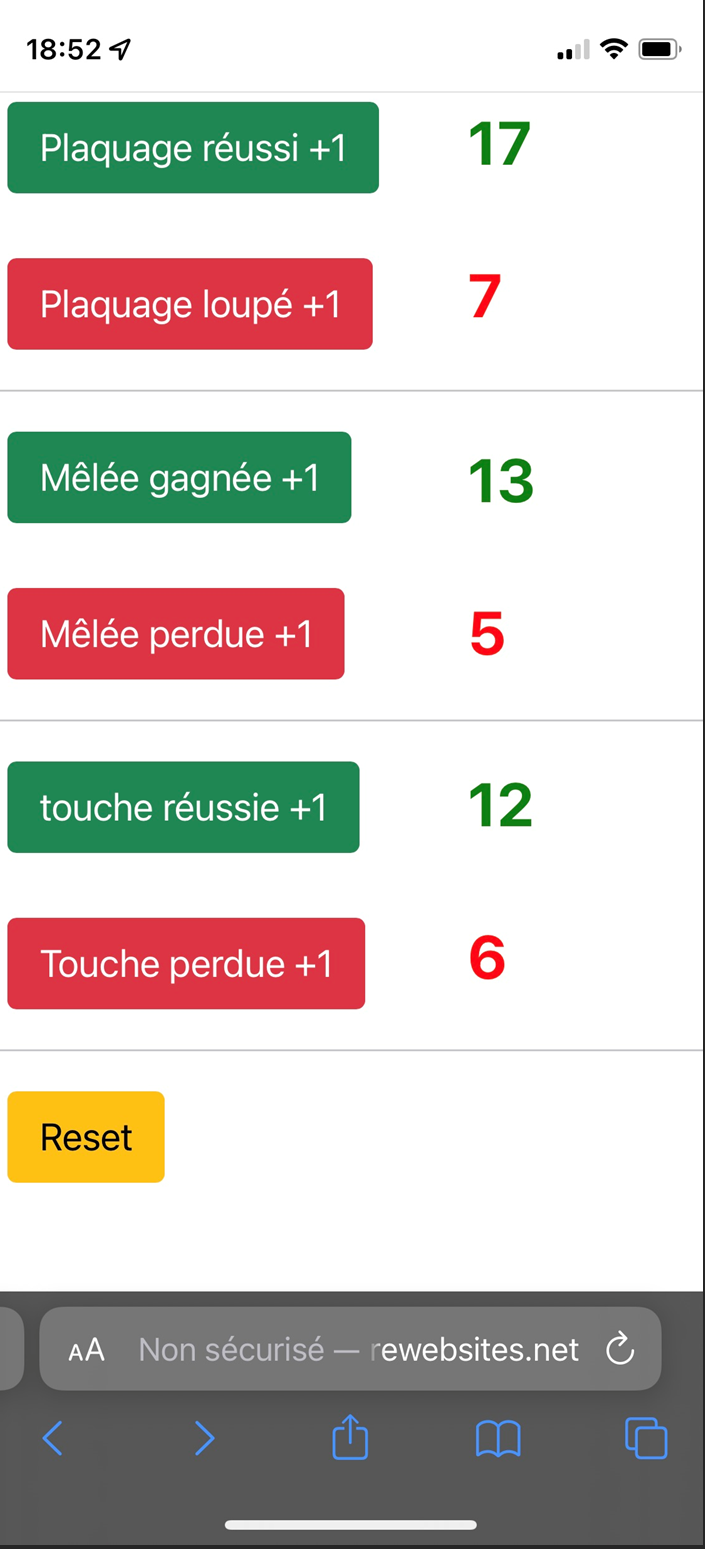 18:52
Plaquage réussi +1 17
Plaquage loupé +1 7
Mêlée gagnée +1 13
Mêlée perdue +1 5
touche réussie +1 12
Touche perdue +1 6
Reset
AA Non sécurisé — rewebsites.net